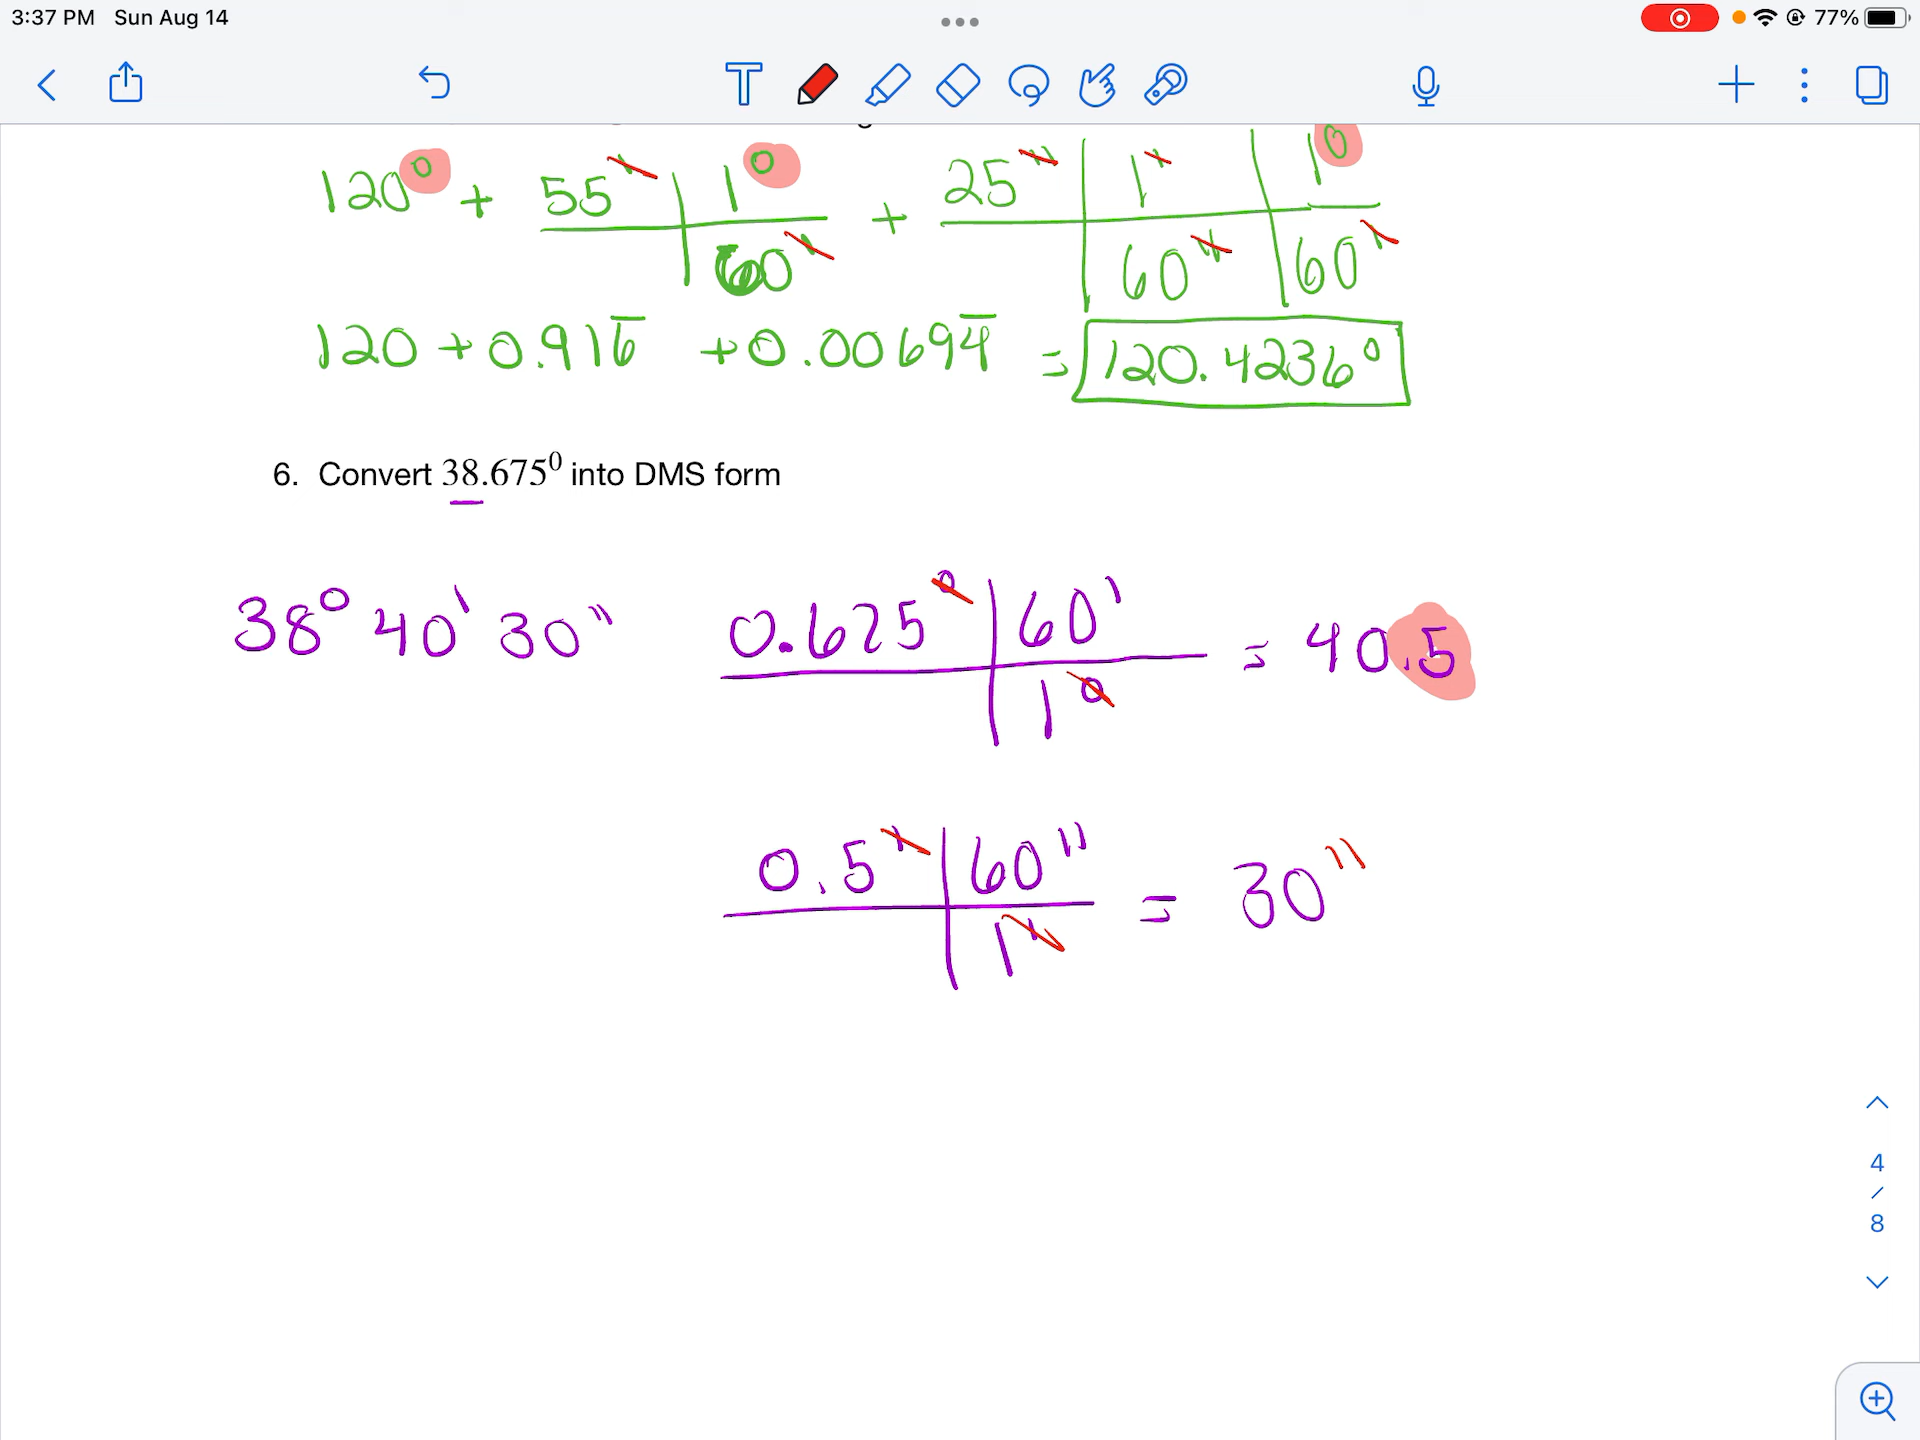 3:37 PM Sun Aug 14 77%
120° + 55' | 1° / 60' + 25" | 1' / 60" | 1° / 60'
120 + 0.916̅ + 0.00694̅ = 120.4236°
6. Convert 38.675⁰ into DMS form
38° 40' 30" 0.675° | 60' / 1° = 40.5
0.5' | 60" / 1' = 30"
4
/
8